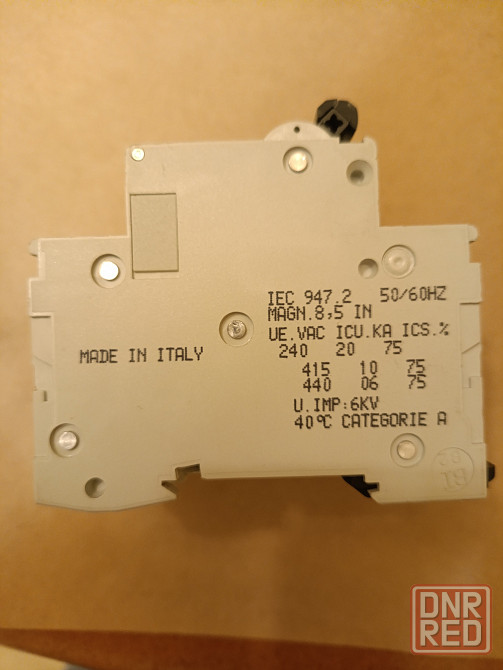 IEC 947.2 50/60HZ
MAGN.8,5 IN
UE.VAC ICU.KA ICS.%
240 20 75
415 10 75
440 06 75
U.IMP:6KV
40°C CATEGORIE A
MADE IN ITALY
DNR
RED